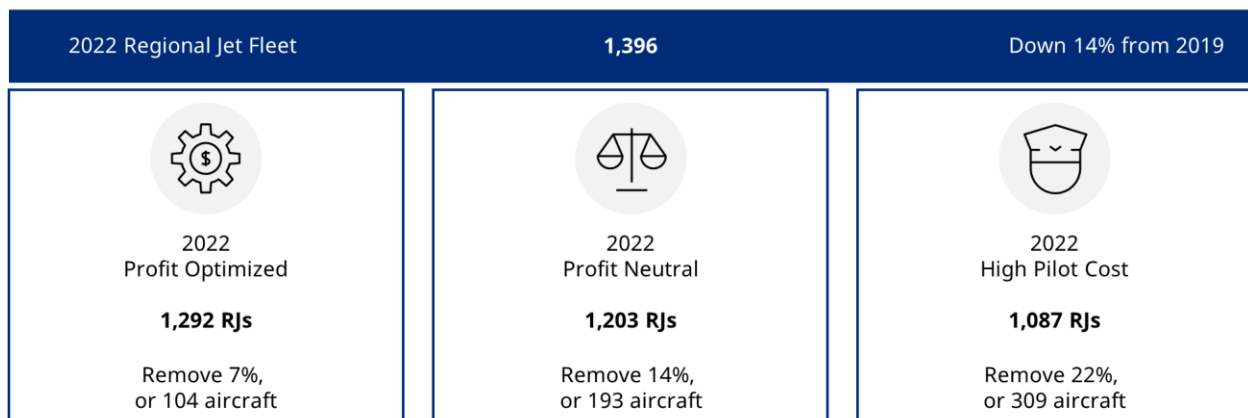 2022 Regional Jet Fleet 1,396 Down 14% from 2019
$
2022
Profit Optimized
1,292 RJs
Remove 7%,
or 104 aircraft
2022
Profit Neutral
1,203 RJs
Remove 14%,
or 193 aircraft
2022
High Pilot Cost
1,087 RJs
Remove 22%,
or 309 aircraft